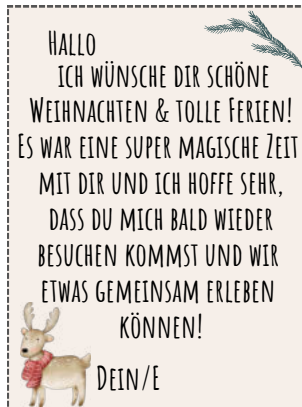 HALLO
ICH WÜNSCHE DIR SCHÖNE
WEIHNACHTEN & TOLLE FERIEN!
ES WAR EINE SUPER MAGISCHE ZEIT
MIT DIR UND ICH HOFFE SEHR,
DASS DU MICH BALD WIEDER
BESUCHEN KOMMST UND WIR
ETWAS GEMEINSAM ERLEBEN
KÖNNEN!
DEIN/E